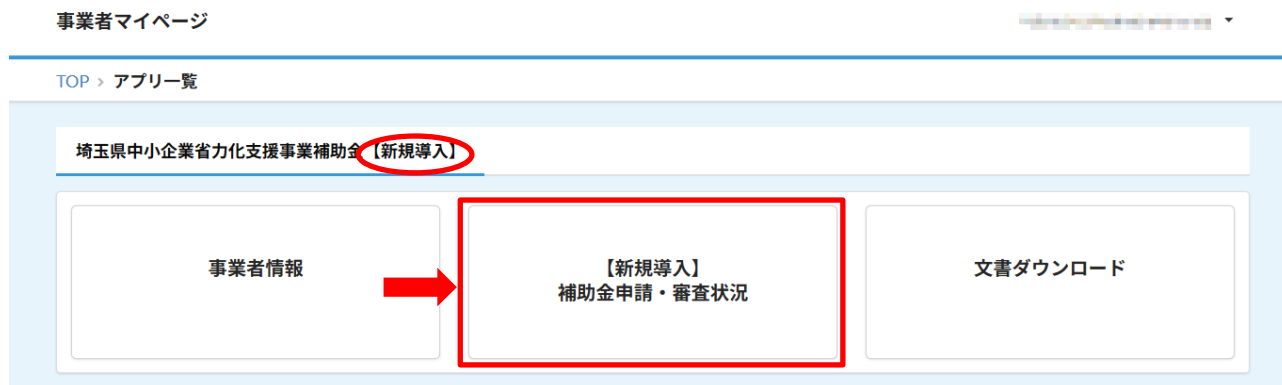 事業者マイページ
TOP > アプリ一覧
埼玉県中小企業省力化支援事業補助金【新規導入】
事業者情報
【新規導入】
補助金申請・審査状況
文書ダウンロード